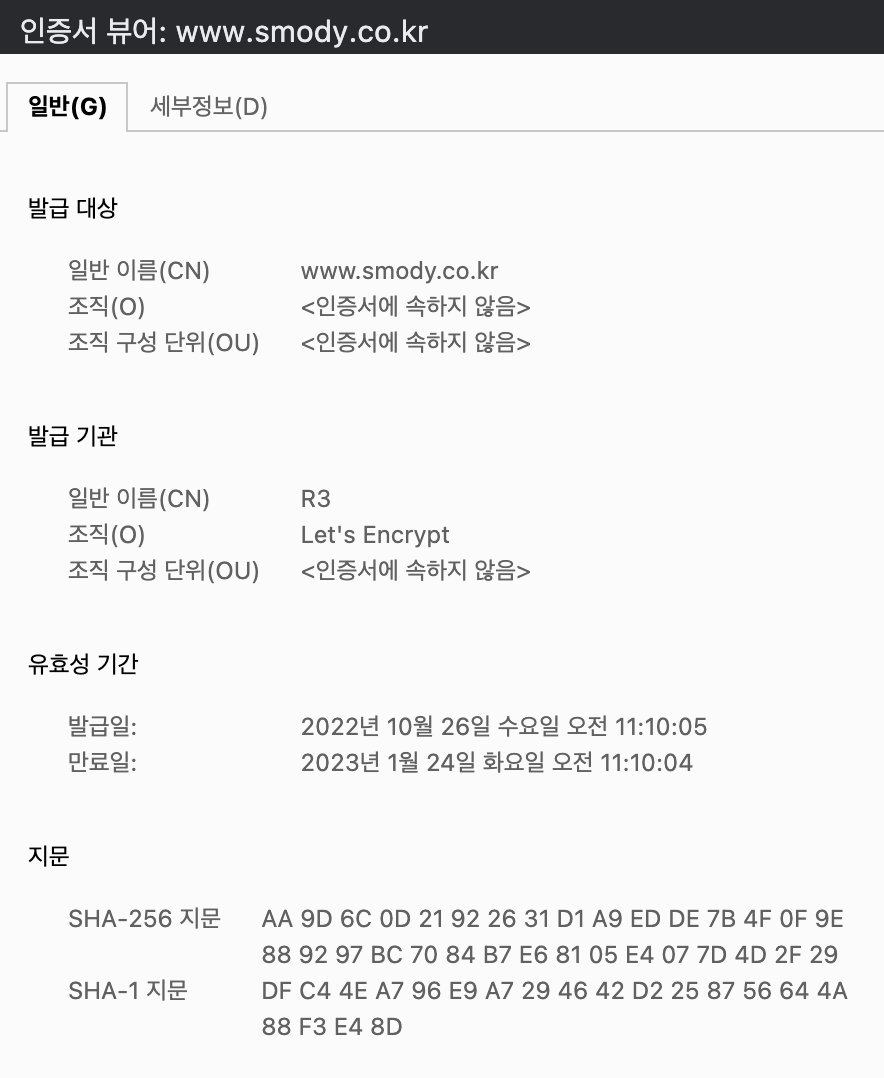 인증서 뷰어: www.smody.co.kr
일반(G) 세부정보(D)
발급 대상
일반 이름(CN) www.smody.co.kr
조직(O) <인증서에 속하지 않음>
조직 구성 단위(OU) <인증서에 속하지 않음>
발급 기관
일반 이름(CN) R3
조직(O) Let's Encrypt
조직 구성 단위(OU) <인증서에 속하지 않음>
유효성 기간
발급일: 2022년 10월 26일 수요일 오전 11:10:05
만료일: 2023년 1월 24일 화요일 오전 11:10:04
지문
SHA-256 지문 AA 9D 6C 0D 21 92 26 31 D1 A9 ED DE 7B 4F 0F 9E
88 92 97 BC 70 84 B7 E6 81 05 E4 07 7D 4D 2F 29
SHA-1 지문 DF C4 4E A7 96 E9 A7 29 46 42 D2 25 87 56 64 4A
88 F3 E4 8D